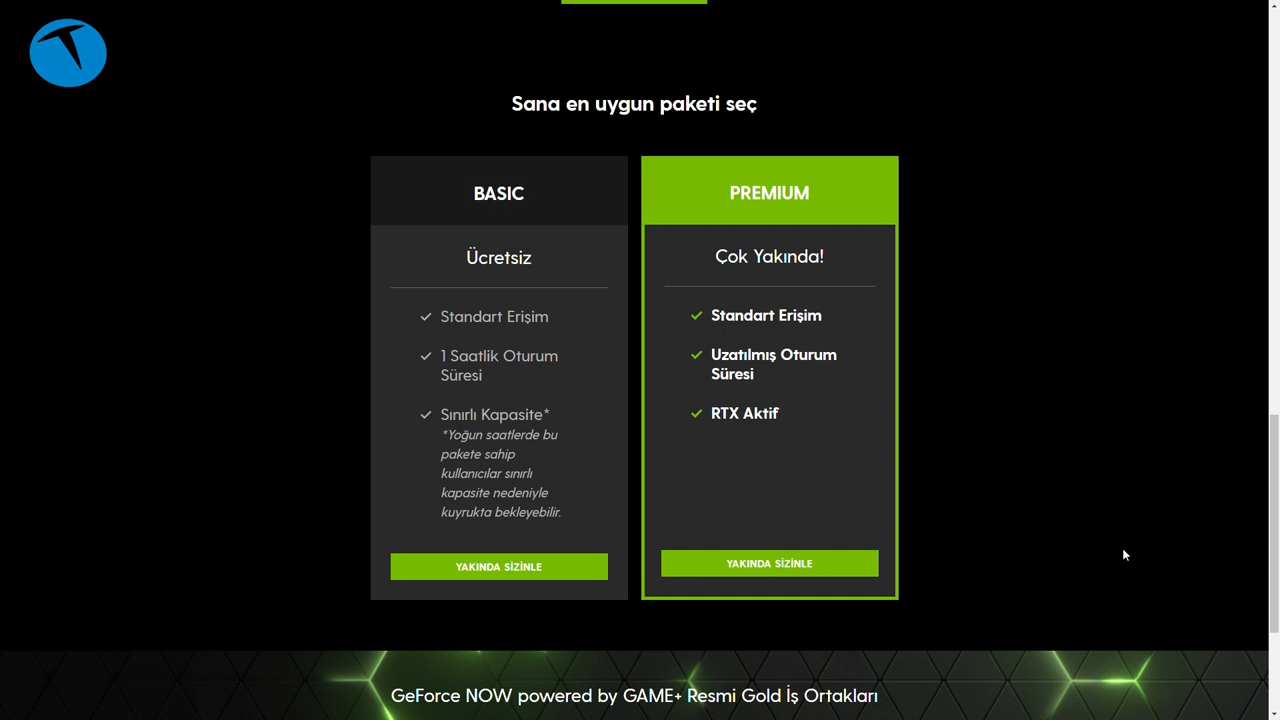 Sana en uygun paketi seç
BASIC
Ücretsiz
Standart Erişim
1 Saatlik Oturum
Süresi
Sınırlı Kapasite*
*Yoğun saatlerde bu
pakete sahip
kullanıcılar sınırlı
kapasite nedeniyle
kuyrukta bekleyebilir.
YAKINDA SİZİNLE
PREMIUM
Çok Yakında!
Standart Erişim
Uzatılmış Oturum
Süresi
RTX Aktif
YAKINDA SİZİNLE
GeForce NOW powered by GAME+ Resmi Gold İş Ortakları